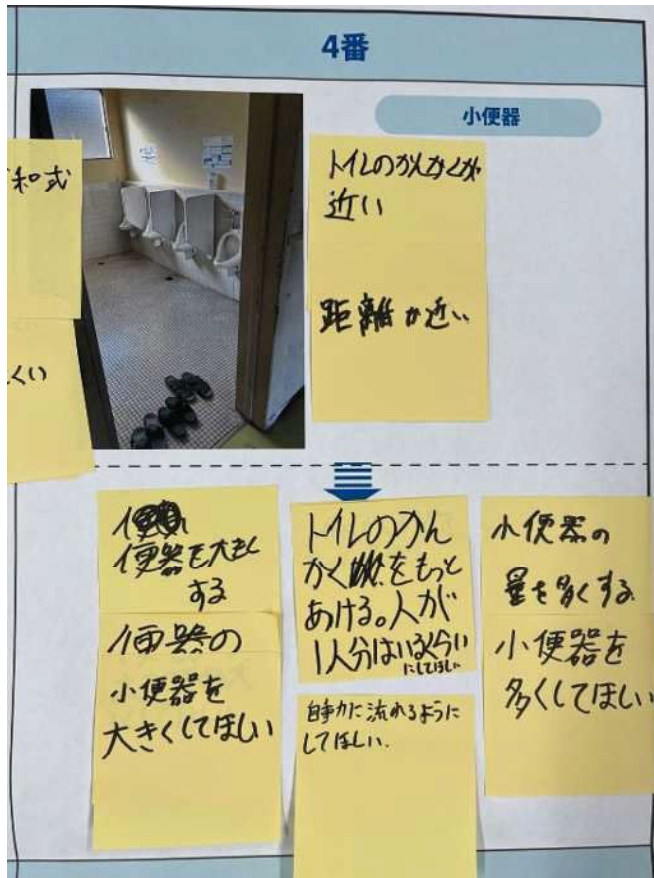 4番
小便器
和式
くい
トイレのかんかくが
近い
距離が近い
便器を大きく
する
便器の
小便器を
大きくしてほしい
トイレのかん
かくをもっと
あける。人が
1人分はいるくらい
にしてほしい
自動に流れるように
してほしい.
小便器の
量を多くする
小便器を
多くしてほしい